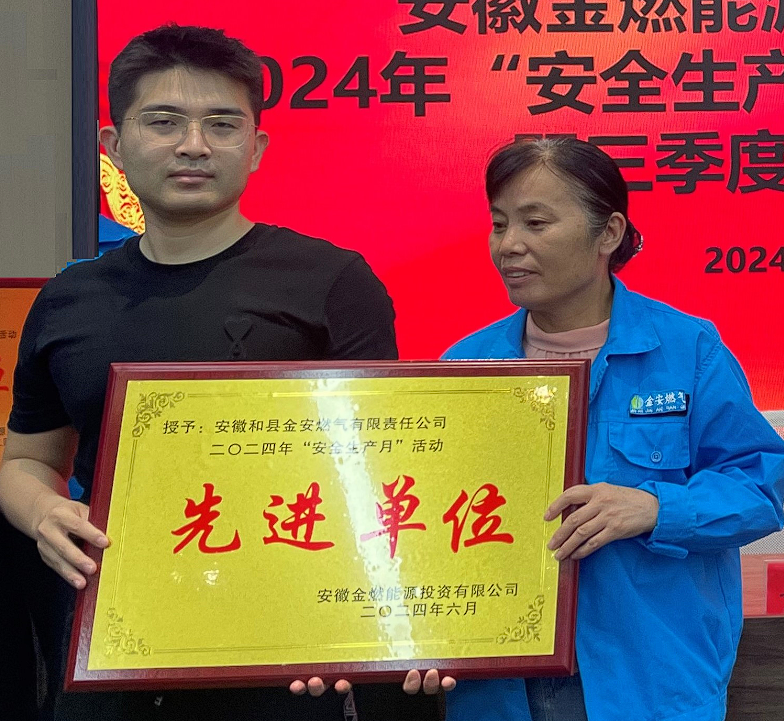 安徽金燃能源
2024年“安全生产
三季度
2024
授予：安徽和县金安燃气有限责任公司
二〇二四年“安全生产月”活动
先进单位
安徽金燃能源投资有限公司
二〇二四年六月
金安燃气
活动